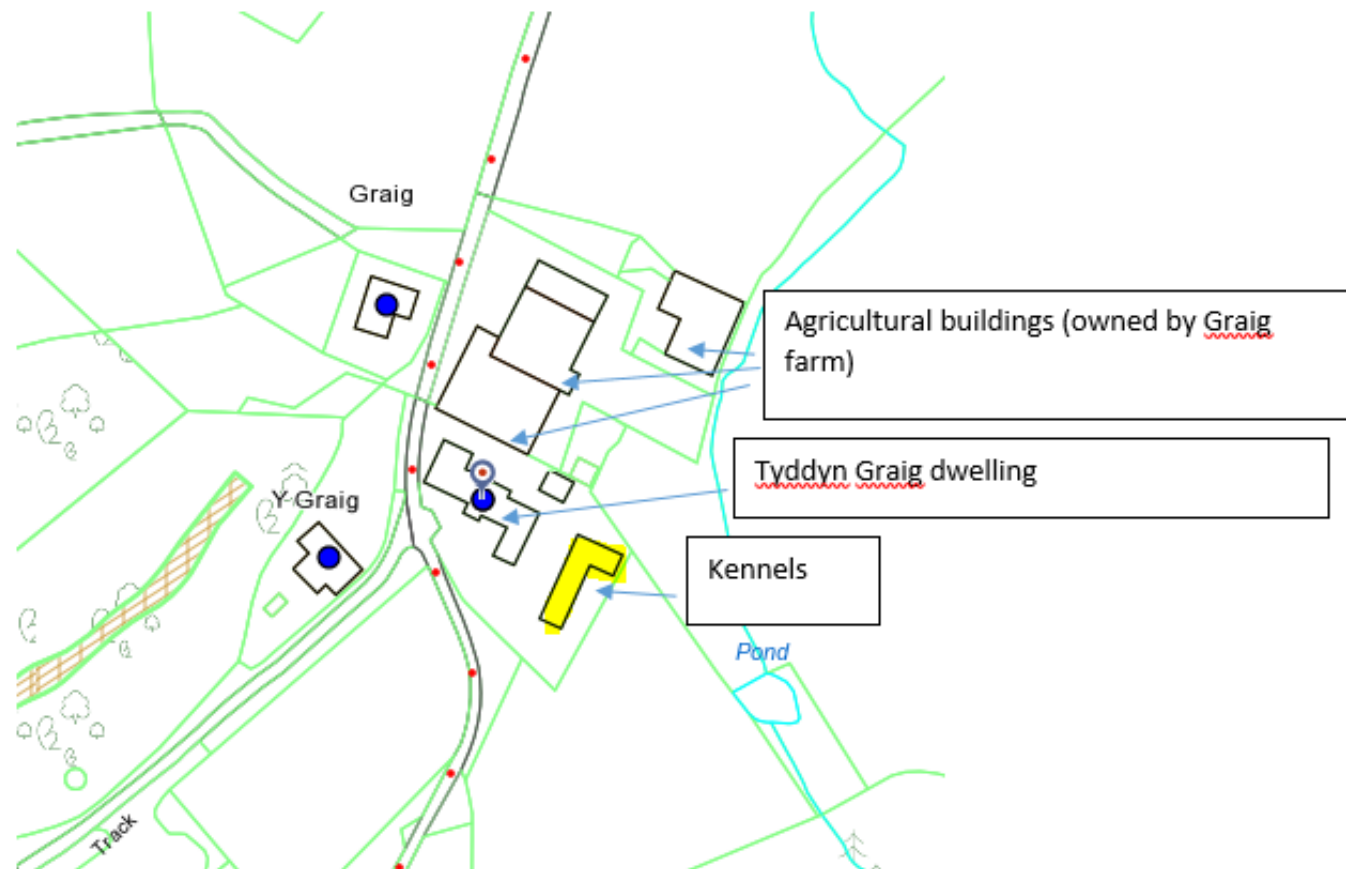 Graig
Agricultural buildings (owned by Graig
farm)
Tyddyn Graig dwelling
Y Graig
Kennels
Pond
Track